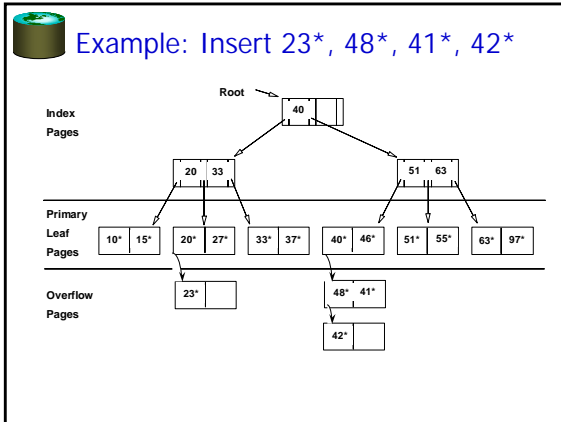 Example: Insert 23*, 48*, 41*, 42*
Root
Index
Pages
40
20 33 51 63
Primary
Leaf
Pages
10* 15* 20* 27* 33* 37* 40* 46* 51* 55* 63* 97*
Overflow
Pages
23* 48* 41*
42*